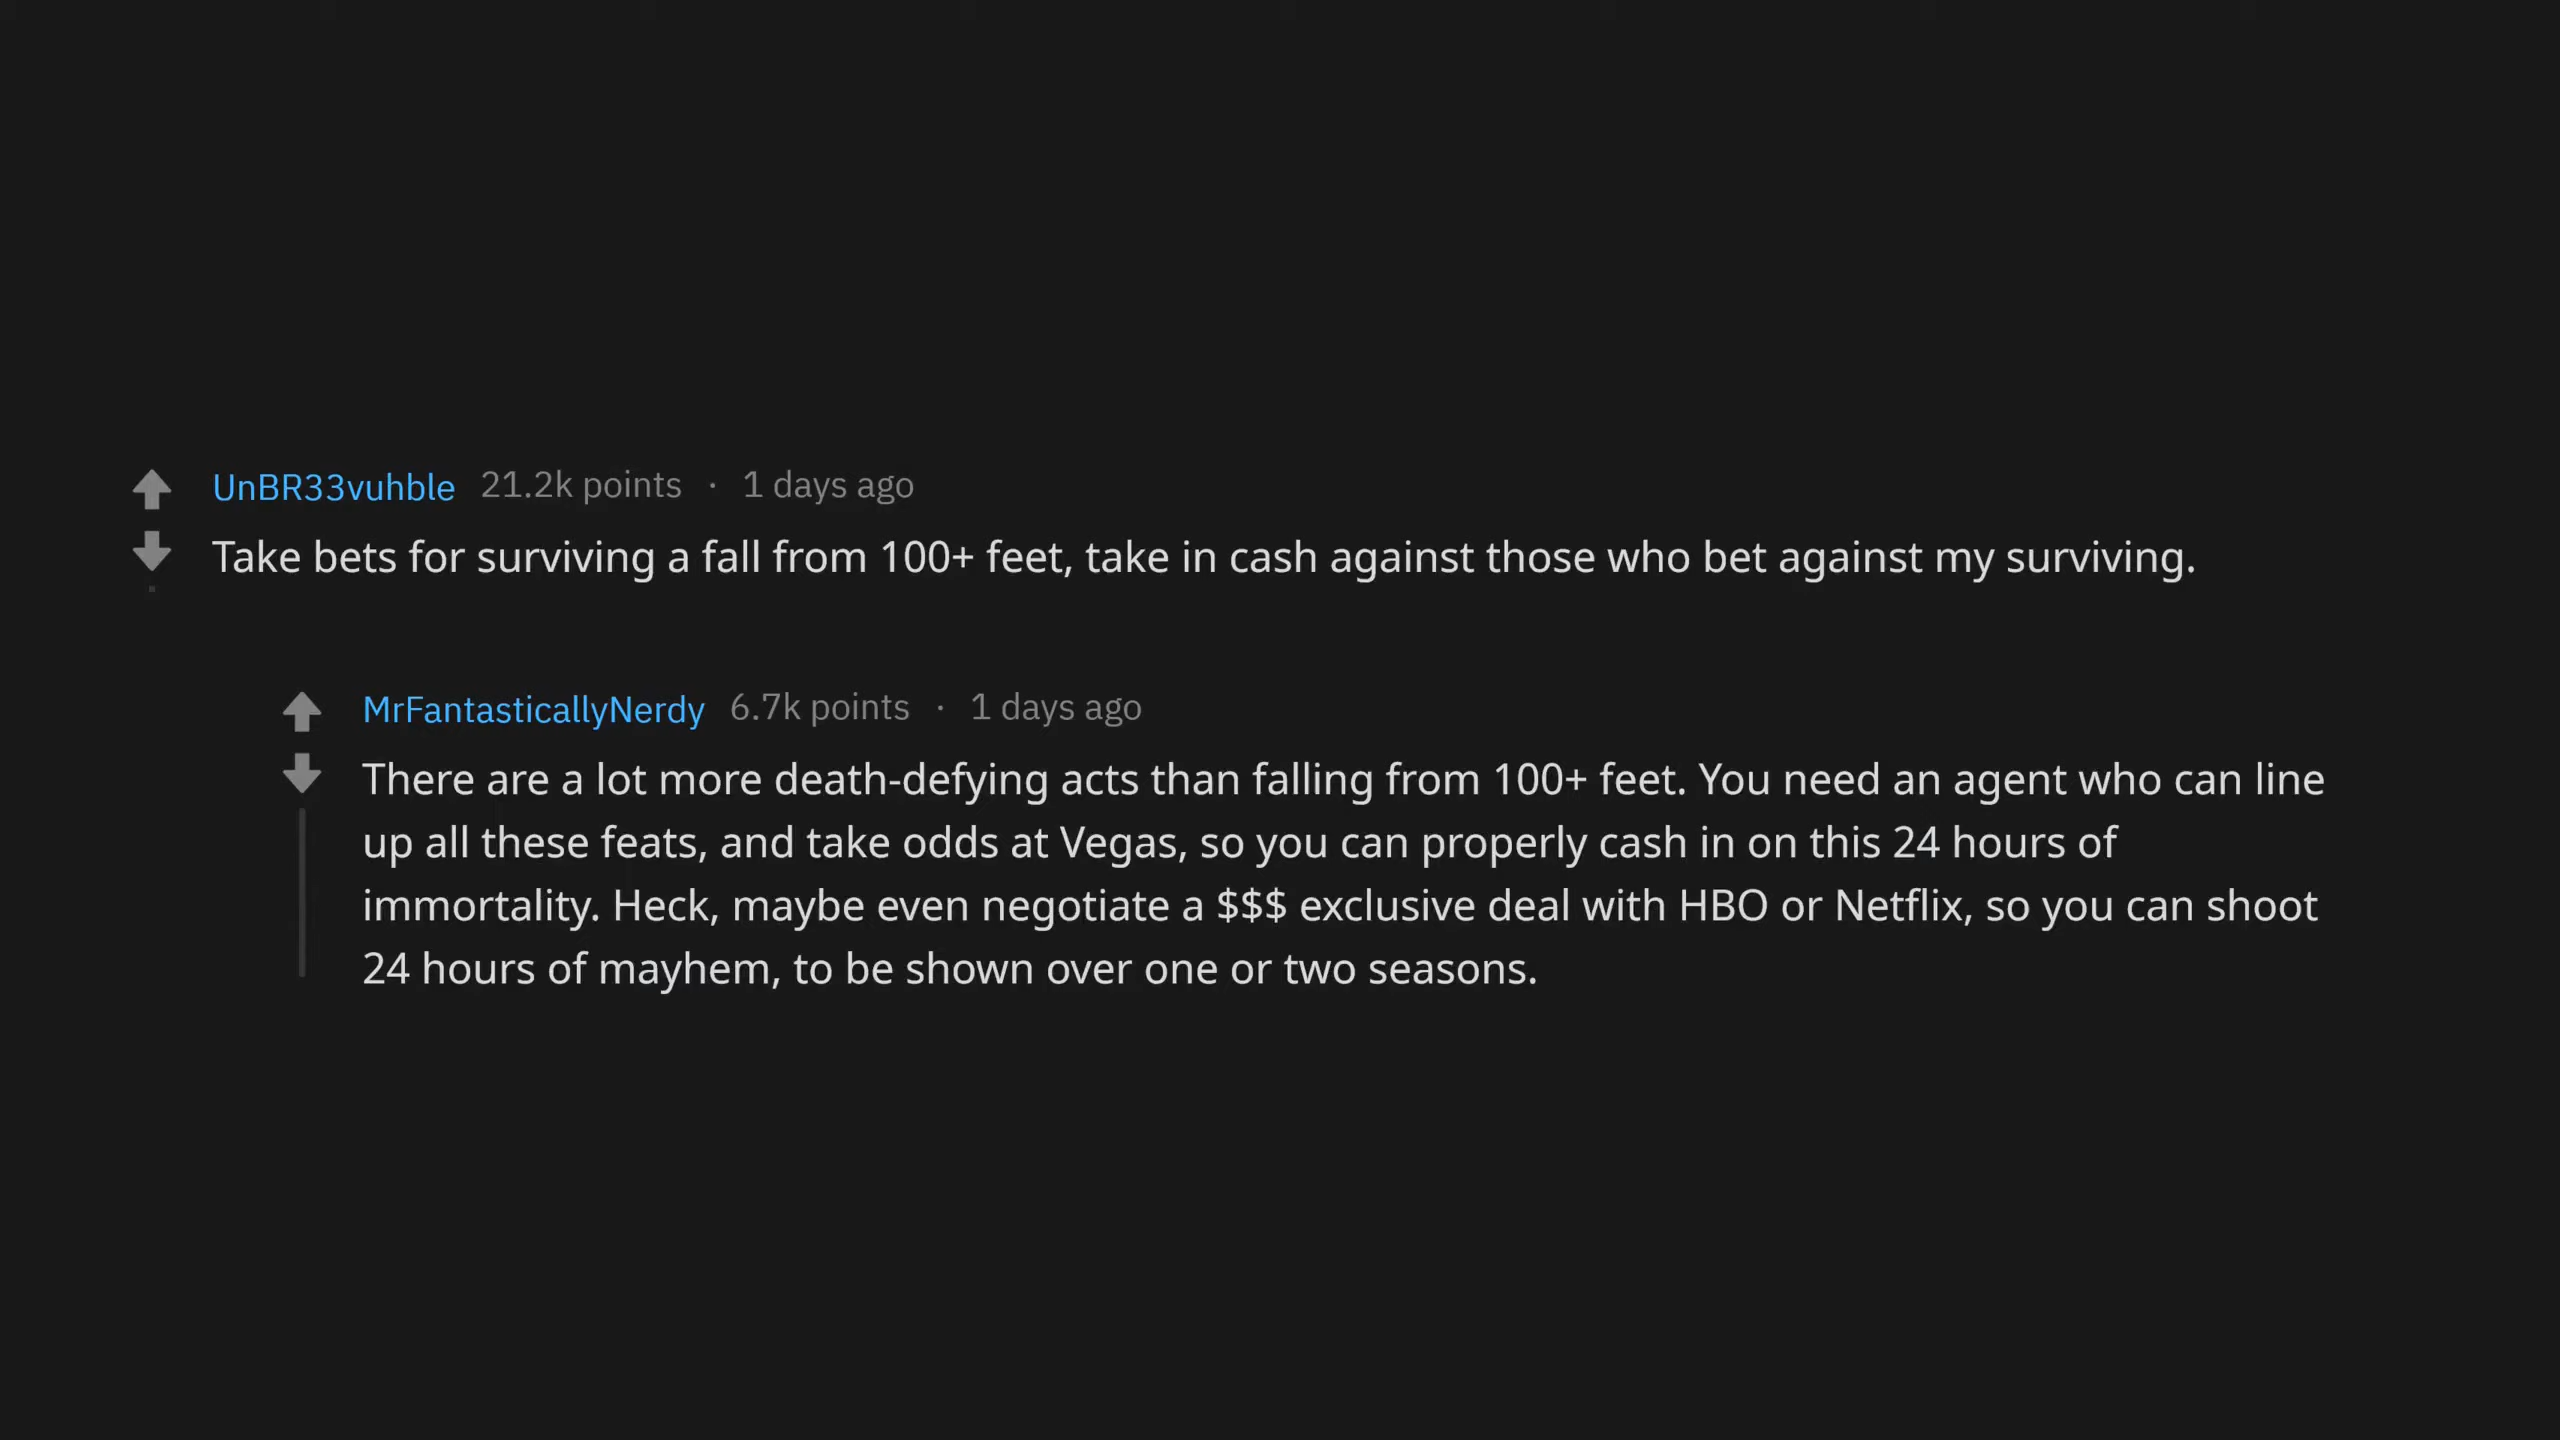 UnBR33vuhble 21.2k points · 1 days ago
Take bets for surviving a fall from 100+ feet, take in cash against those who bet against my surviving.
MrFantasticallyNerdy 6.7k points · 1 days ago
There are a lot more death-defying acts than falling from 100+ feet. You need an agent who can line
up all these feats, and take odds at Vegas, so you can properly cash in on this 24 hours of
immortality. Heck, maybe even negotiate a $$$ exclusive deal with HBO or Netflix, so you can shoot
24 hours of mayhem, to be shown over one or two seasons.